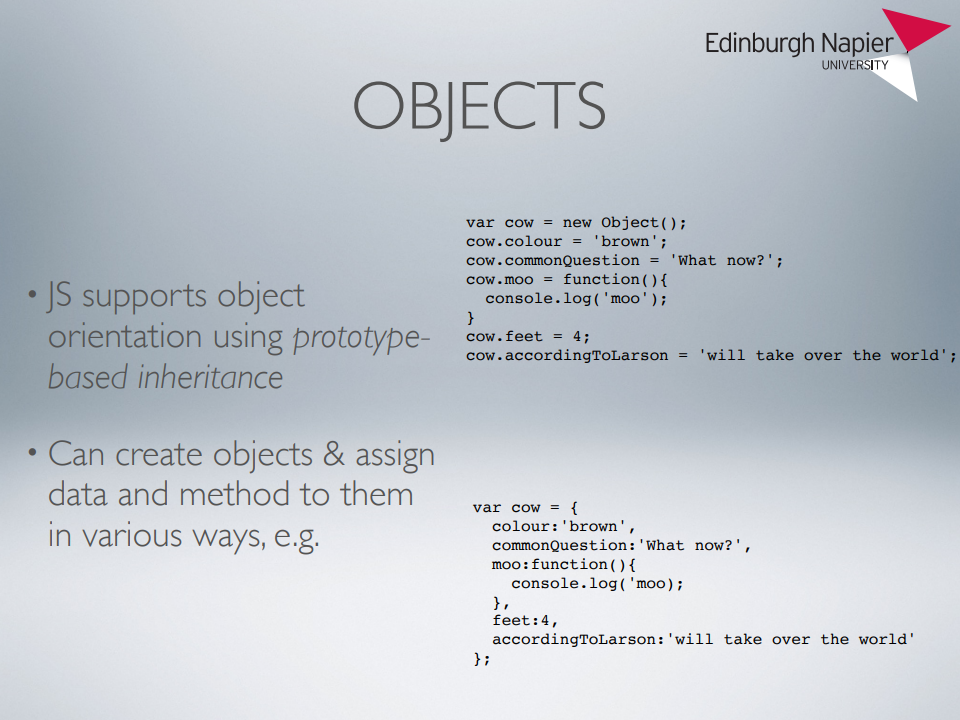 Edinburgh Napier
UNIVERSITY
OBJECTS
• JS supports object
orientation using prototype-
based inheritance
• Can create objects & assign
data and method to them
in various ways, e.g.
var cow = new Object();
cow.colour = 'brown';
cow.commonQuestion = 'What now?';
cow.moo = function(){
  console.log('moo');
}
cow.feet = 4;
cow.accordingToLarson = 'will take over the world';
var cow = {
  colour:'brown',
  commonQuestion:'What now?',
  moo:function(){
    console.log('moo);
  },
  feet:4,
  accordingToLarson:'will take over the world'
};